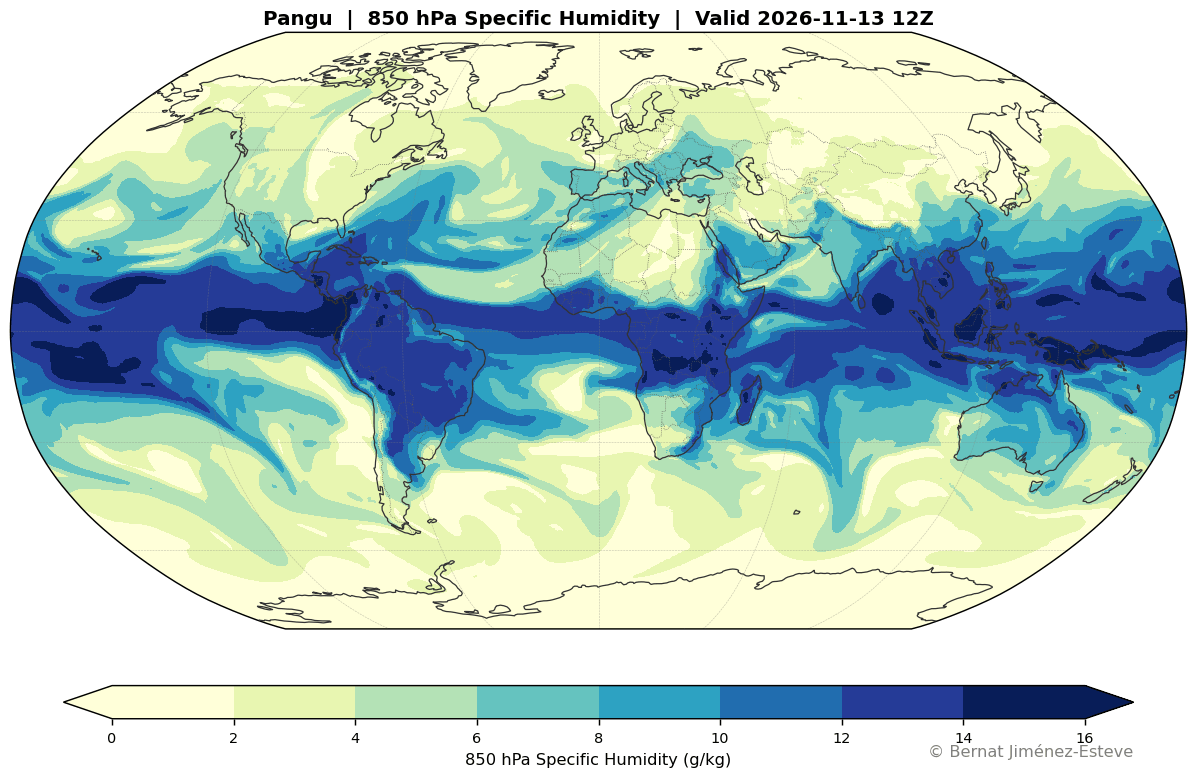 Pangu | 850 hPa Specific Humidity | Valid 2026-11-13 12Z
0 2 4 6 8 10 12 14 16
850 hPa Specific Humidity (g/kg)
© Bernat Jiménez-Esteve